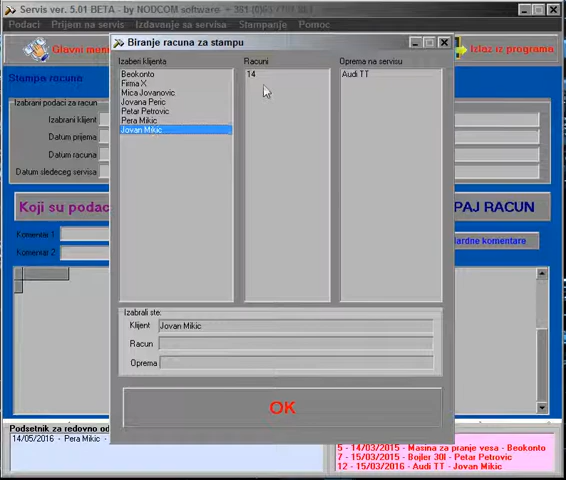 Servis ver. 5.01 BETA - by NODCOM software - + 381 (0)63
Podaci Prijem na servis Izdavanje sa servisa Stampanje Pomoc
Glavni meni
Izlaz iz programa
Stampa racune
Izabrani podaci za racun
Izabrani klijent
Datum prijema
Datum racuna
Datum sledeceg servisa
Koji su podac
PAJ RACUN
Komentar 1
Komentar 2
dardne komentare
Biranje racuna za stampu
Izaberi klijenta
Racuni
Oprema na servisu
Beokonto
14
Audi TT
Firma X
Mica Jovanovic
Jovana Peric
Petar Petrovic
Pera Mikic
Jovan Mikic
Izabrali ste:
Klijent Jovan Mikic
Racun
Oprema
OK
Podsetnik za redovno od
14/05/2016 - Pera Mikic -
5 - 14/03/2015 - Masina za pranje vesa - Beokonto
7 - 15/03/2015 - Bojler 30l - Petar Petrovic
12 - 15/03/2016 - Audi TT - Jovan Mikic